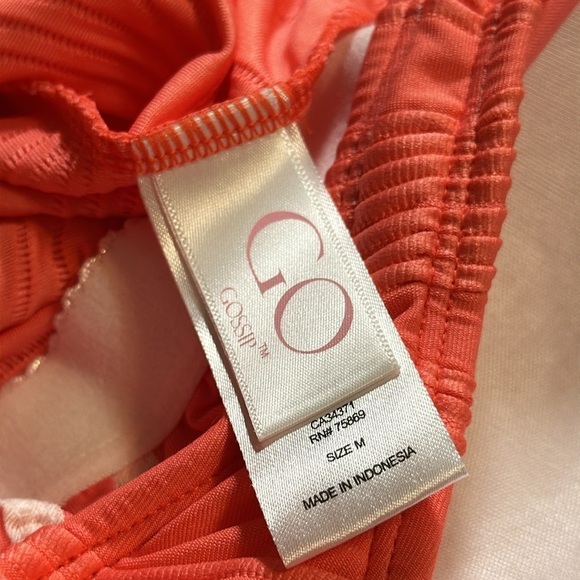 GO
GOSSIP™
CA34371
RN# 75869
SIZE M
MADE IN INDONESIA